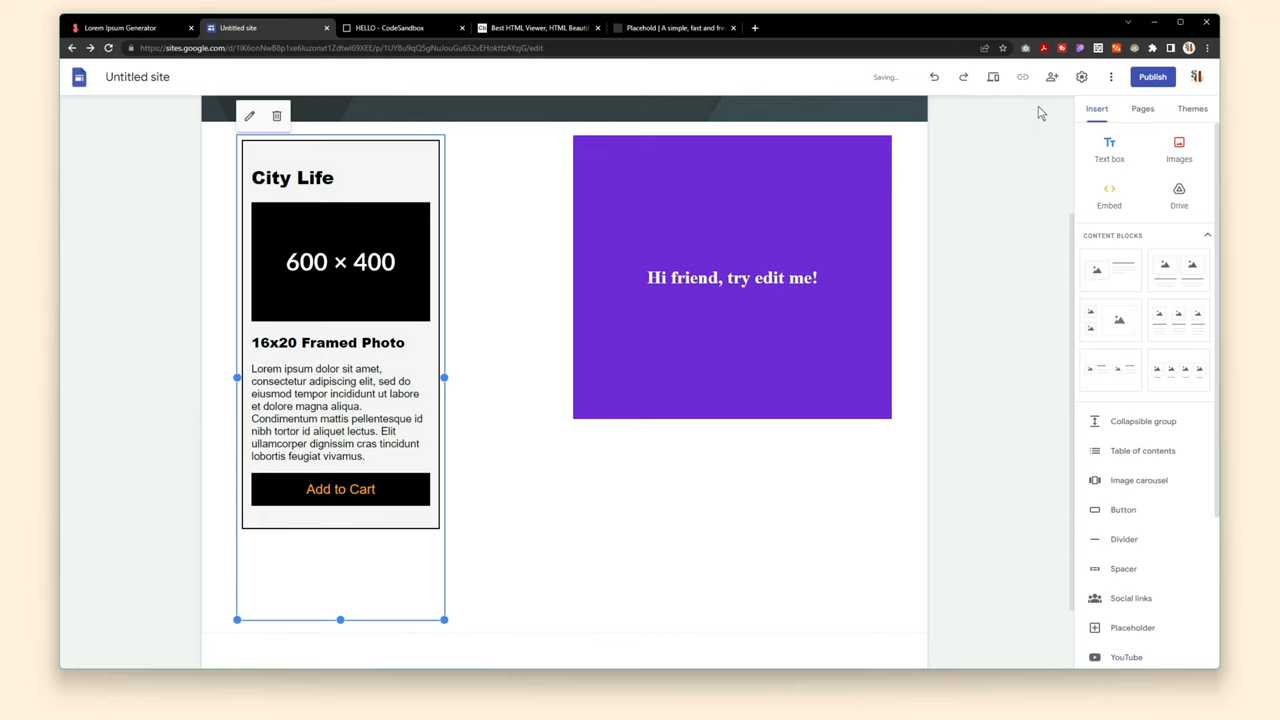 Lorem Ipsum Generator
Untitled site
HELLO - CodeSandbox
Best HTML Viewer, HTML Beauti
Placehold | A simple, fast and fre
Untitled site
Saving...
Publish
Insert
Pages
Themes
Text box
Images
Embed
Drive
CONTENT BLOCKS
Collapsible group
Table of contents
Image carousel
Button
Divider
Spacer
Social links
Placeholder
YouTube
City Life
600 × 400
16x20 Framed Photo
Lorem ipsum dolor sit amet,
consectetur adipiscing elit, sed do
eiusmod tempor incididunt ut labore
et dolore magna aliqua.
Condimentum mattis pellentesque id
nibh tortor id aliquet lectus. Elit
ullamcorper dignissim cras tincidunt
lobortis feugiat vivamus.
Add to Cart
Hi friend, try edit me!